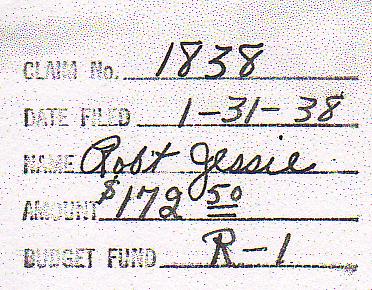 CLAIM No. 1838
DATE FILED 1-31-38
NAME Robt Jessie
AMOUNT $172 50
BUDGET FUND R-1